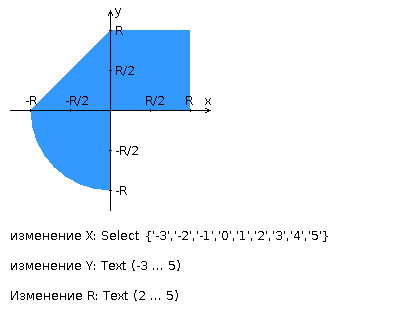 y
R
R/2
-R
-R/2
R/2
R
x
-R/2
-R
изменение X: Select {'-3','-2','-1','0','1','2','3','4','5'}
изменение Y: Text (-3 ... 5)
Изменение R: Text (2 ... 5)